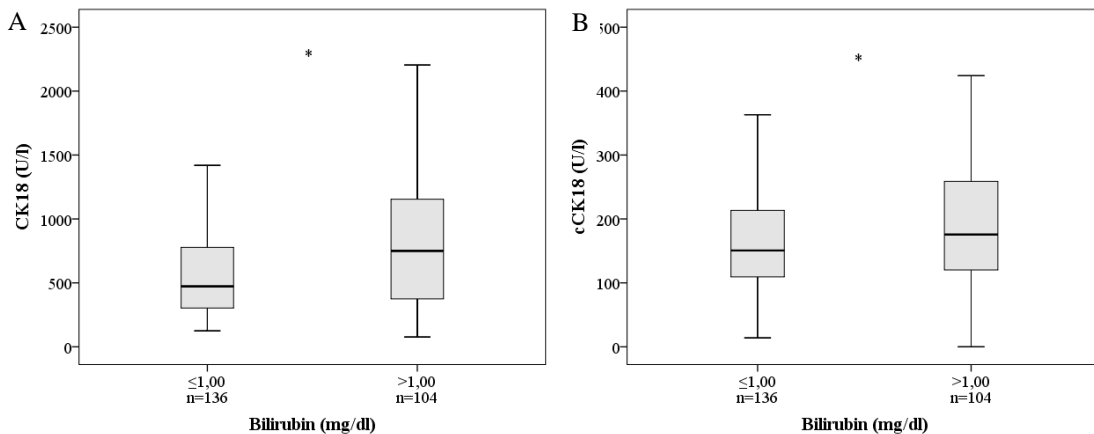 A
2500
2000
1500
1000
500
0
CK18 (U/l)
*
≤1,00
n=136
>1,00
n=104
Bilirubin (mg/dl)
B
500
400
300
200
100
0
cCK18 (U/l)
*
≤1,00
n=136
>1,00
n=104
Bilirubin (mg/dl)